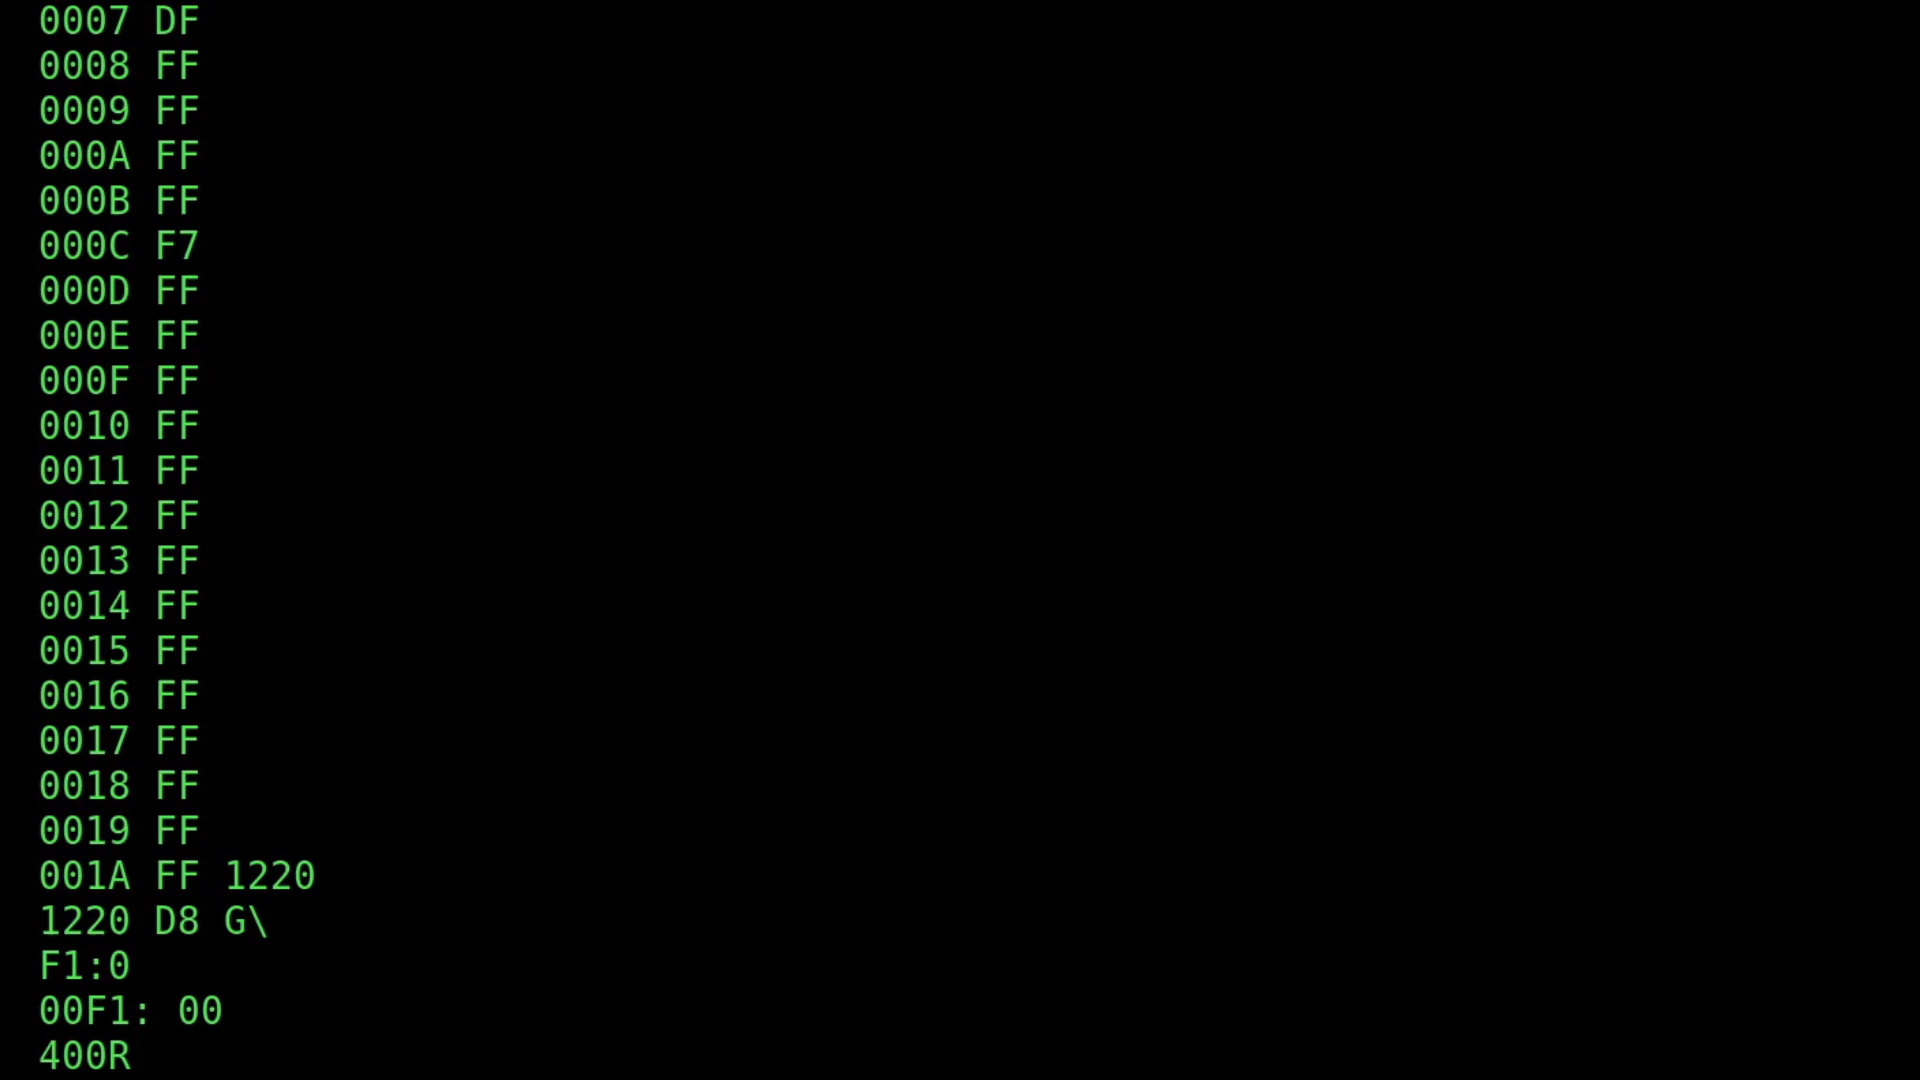 0007 DF
0008 FF
0009 FF
000A FF
000B FF
000C F7
000D FF
000E FF
000F FF
0010 FF
0011 FF
0012 FF
0013 FF
0014 FF
0015 FF
0016 FF
0017 FF
0018 FF
0019 FF
001A FF 1220
1220 D8 G\
F1:0
00F1: 00
400R